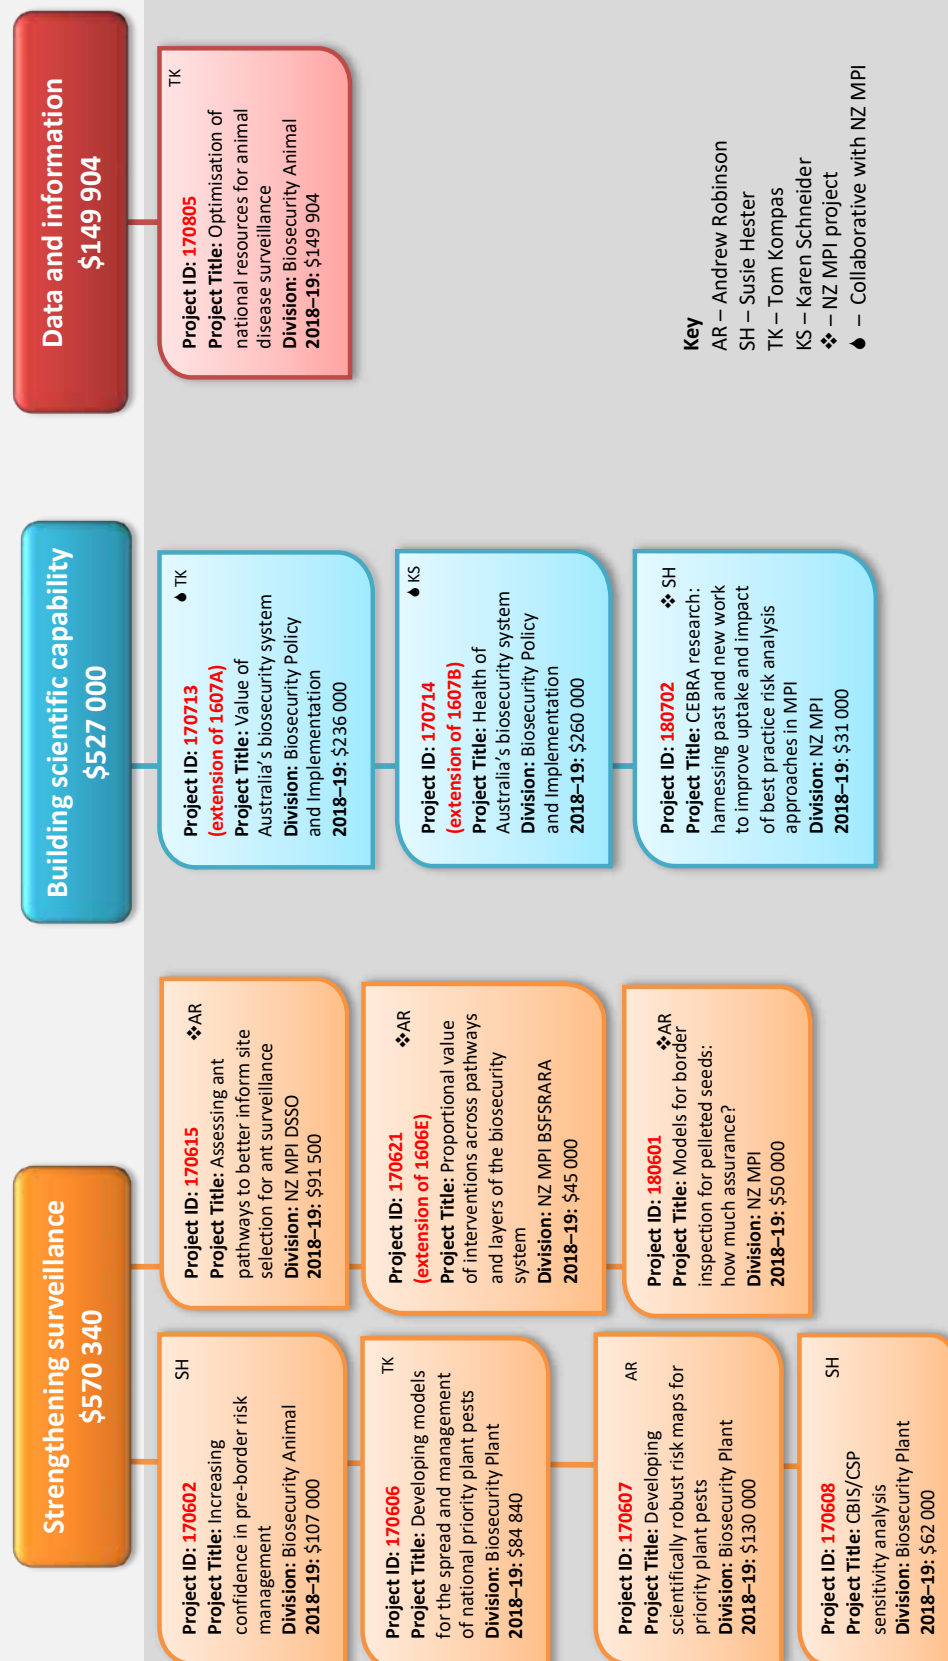 Strengthening surveillance
$570 340
Project ID: 170602
SH
Project Title: Increasing
confidence in pre-border risk
management
Division: Biosecurity Animal
2018–19: $107 000
Project ID: 170606
TK
Project Title: Developing models
for the spread and management
of national priority plant pests
Division: Biosecurity Plant
2018–19: $84 840
Project ID: 170607
AR
Project Title: Developing
scientifically robust risk maps for
priority plant pests
Division: Biosecurity Plant
2018–19: $130 000
Project ID: 170608
SH
Project Title: CBIS/CSP
sensitivity analysis
Division: Biosecurity Plant
2018–19: $62 000
Project ID: 170615
❖AR
Project Title: Assessing ant
pathways to better inform site
selection for ant surveillance
Division: NZ MPI DSSO
2018–19: $91 500
Project ID: 170621
❖AR
(extension of 1606E)
Project Title: Proportional value
of interventions across pathways
and layers of the biosecurity
system
Division: NZ MPI BSFSRARA
2018–19: $45 000
Project ID: 180601
❖AR
Project Title: Models for border
inspection for pelleted seeds:
how much assurance?
Division: NZ MPI
2018–19: $50 000
Building scientific capability
$527 000
Project ID: 170713
♠ TK
(extension of 1607A)
Project Title: Value of
Australia's biosecurity system
Division: Biosecurity Policy
and Implementation
2018–19: $236 000
Project ID: 170714
♠ KS
(extension of 1607B)
Project Title: Health of
Australia's biosecurity system
Division: Biosecurity Policy
and Implementation
2018–19: $260 000
Project ID: 180702
❖ SH
Project Title: CEBRA research:
harnessing past and new work
to improve uptake and impact
of best practice risk analysis
approaches in MPI
Division: NZ MPI
2018–19: $31 000
Data and information
$149 904
Project ID: 170805
TK
Project Title: Optimisation of
national resources for animal
disease surveillance
Division: Biosecurity Animal
2018–19: $149 904
Key
AR – Andrew Robinson
SH – Susie Hester
TK – Tom Kompas
KS – Karen Schneider
❖ – NZ MPI project
♠ – Collaborative with NZ MPI